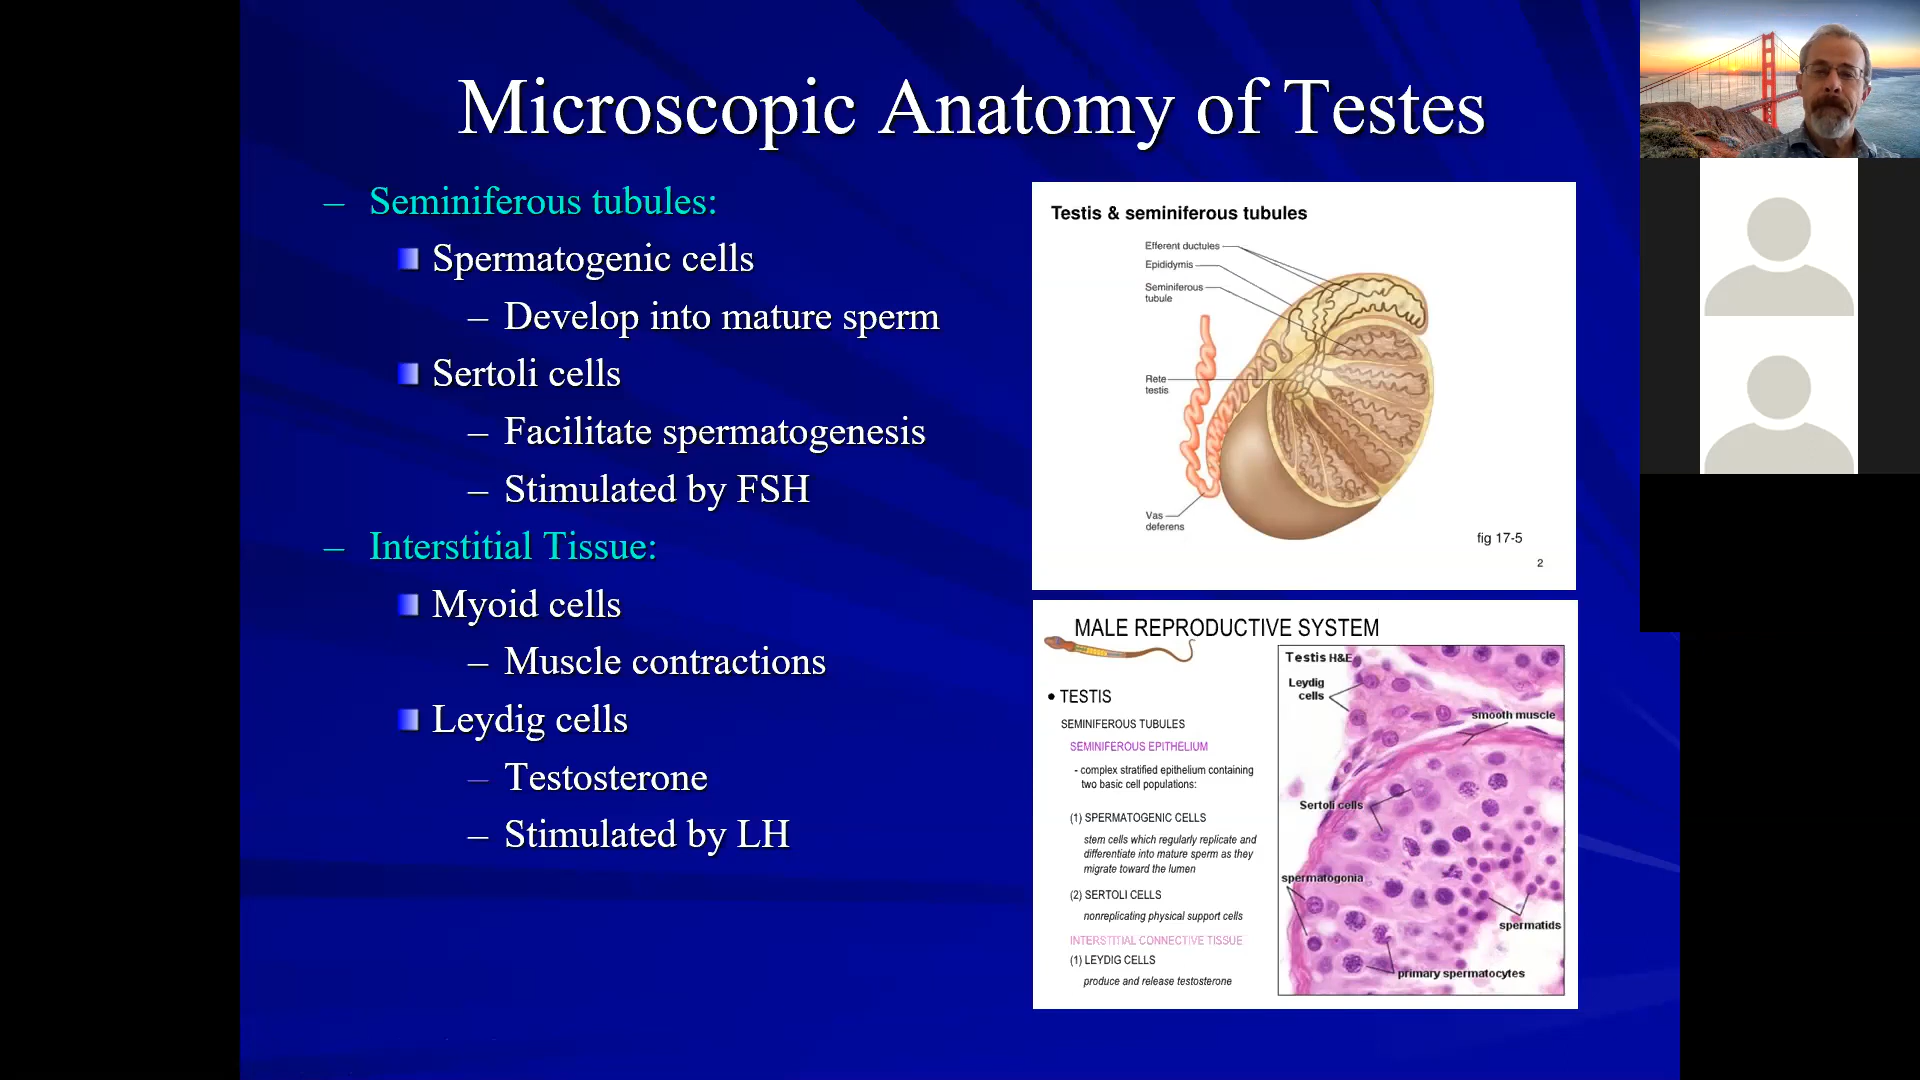 Microscopic Anatomy of Testes
– Seminiferous tubules:
Spermatogenic cells
– Develop into mature sperm
Sertoli cells
– Facilitate spermatogenesis
– Stimulated by FSH
– Interstitial Tissue:
Myoid cells
– Muscle contractions
Leydig cells
– Testosterone
– Stimulated by LH
Testis & seminiferous tubules
Efferent ductules
Epididymis
Seminiferous
tubule
Rete
testis
Vas
deferens
fig 17-5
2
MALE REPRODUCTIVE SYSTEM
• TESTIS
SEMINIFEROUS TUBULES
SEMINIFEROUS EPITHELIUM
- complex stratified epithelium containing
two basic cell populations:
(1) SPERMATOGENIC CELLS
stem cells which regularly replicate and
differentiate into mature sperm as they
migrate toward the lumen
(2) SERTOLI CELLS
nonreplicating physical support cells
INTERSTITIAL CONNECTIVE TISSUE
(1) LEYDIG CELLS
produce and release testosterone
Testis H&E
Leydig
cells
smooth muscle
Sertoli cells
spermatogonia
spermatids
primary spermatocytes